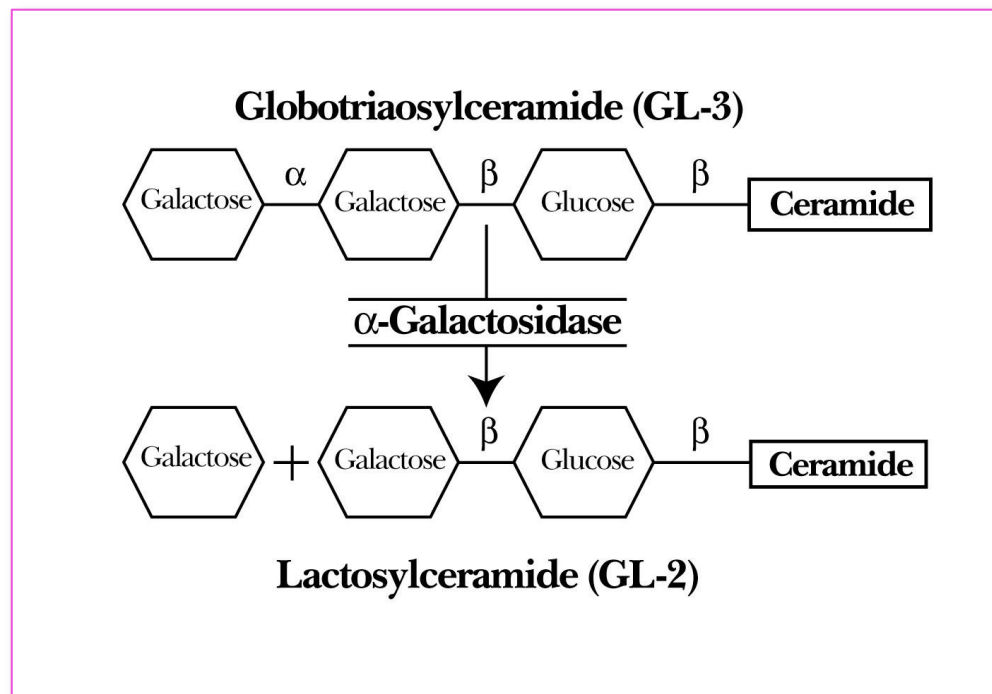 Globotriaosylceramide (GL-3)
α β β
Galactose Galactose Glucose Ceramide
α-Galactosidase
β β
Galactose + Galactose Glucose Ceramide
Lactosylceramide (GL-2)